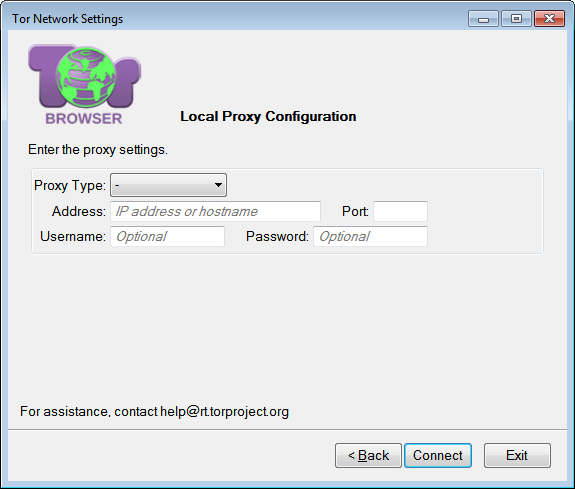 Tor Network Settings
Tor
BROWSER
Local Proxy Configuration
Enter the proxy settings.
Proxy Type: -
Address: IP address or hostname Port:
Username: Optional Password: Optional
For assistance, contact help@rt.torproject.org
< Back Connect Exit